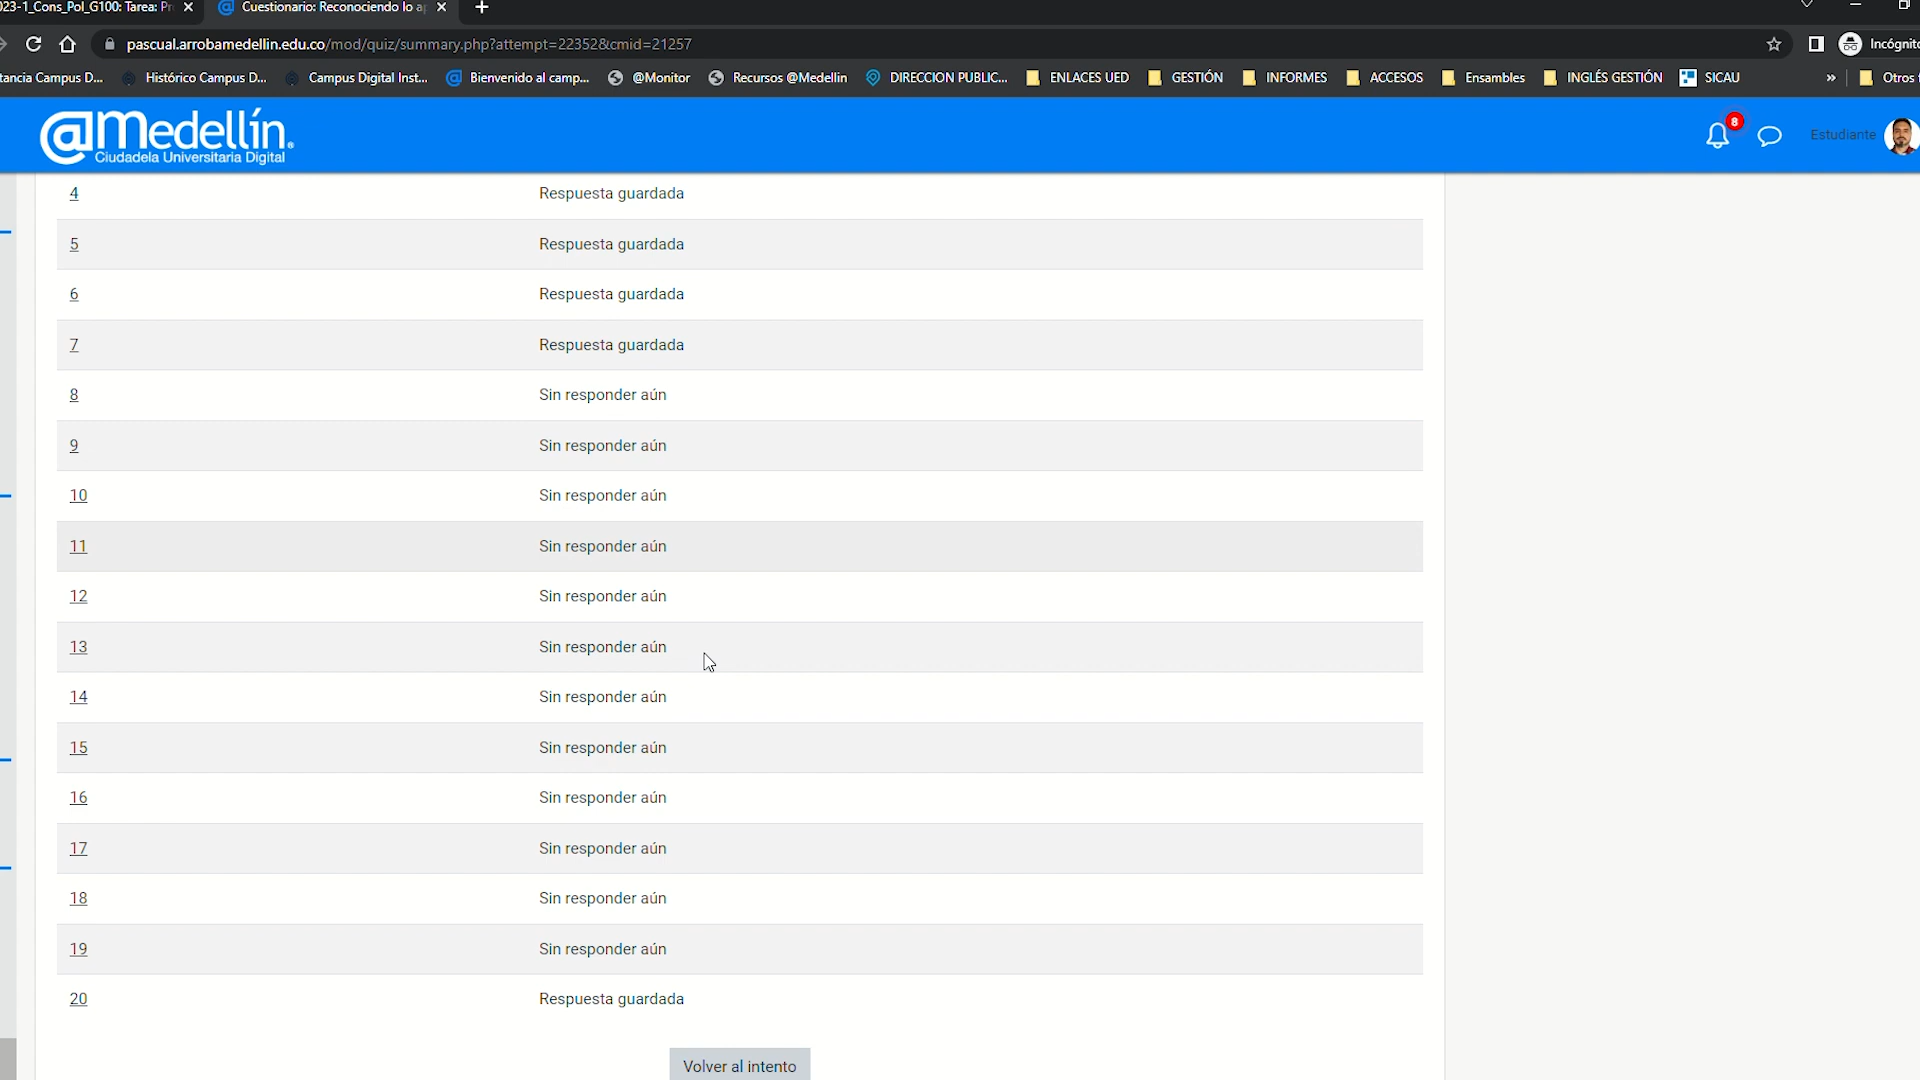 23-1_Cons_Pol_G100: Tarea: Pr
Cuestionario: Reconociendo lo ap
pascual.arrobamedellin.edu.co/mod/quiz/summary.php?attempt=22352&cmid=21257
Incógnito
tancia Campus D...
Histórico Campus D...
Campus Digital Inst...
Bienvenido al camp...
@Monitor
Recursos @Medellin
DIRECCION PUBLIC...
ENLACES UED
GESTIÓN
INFORMES
ACCESOS
Ensambles
INGLÉS GESTIÓN
SICAU
»
Otros
@Medellín.
Ciudadela Universitaria Digital
8
Estudiante
4 Respuesta guardada
5 Respuesta guardada
6 Respuesta guardada
7 Respuesta guardada
8 Sin responder aún
9 Sin responder aún
10 Sin responder aún
11 Sin responder aún
12 Sin responder aún
13 Sin responder aún
14 Sin responder aún
15 Sin responder aún
16 Sin responder aún
17 Sin responder aún
18 Sin responder aún
19 Sin responder aún
20 Respuesta guardada
Volver al intento